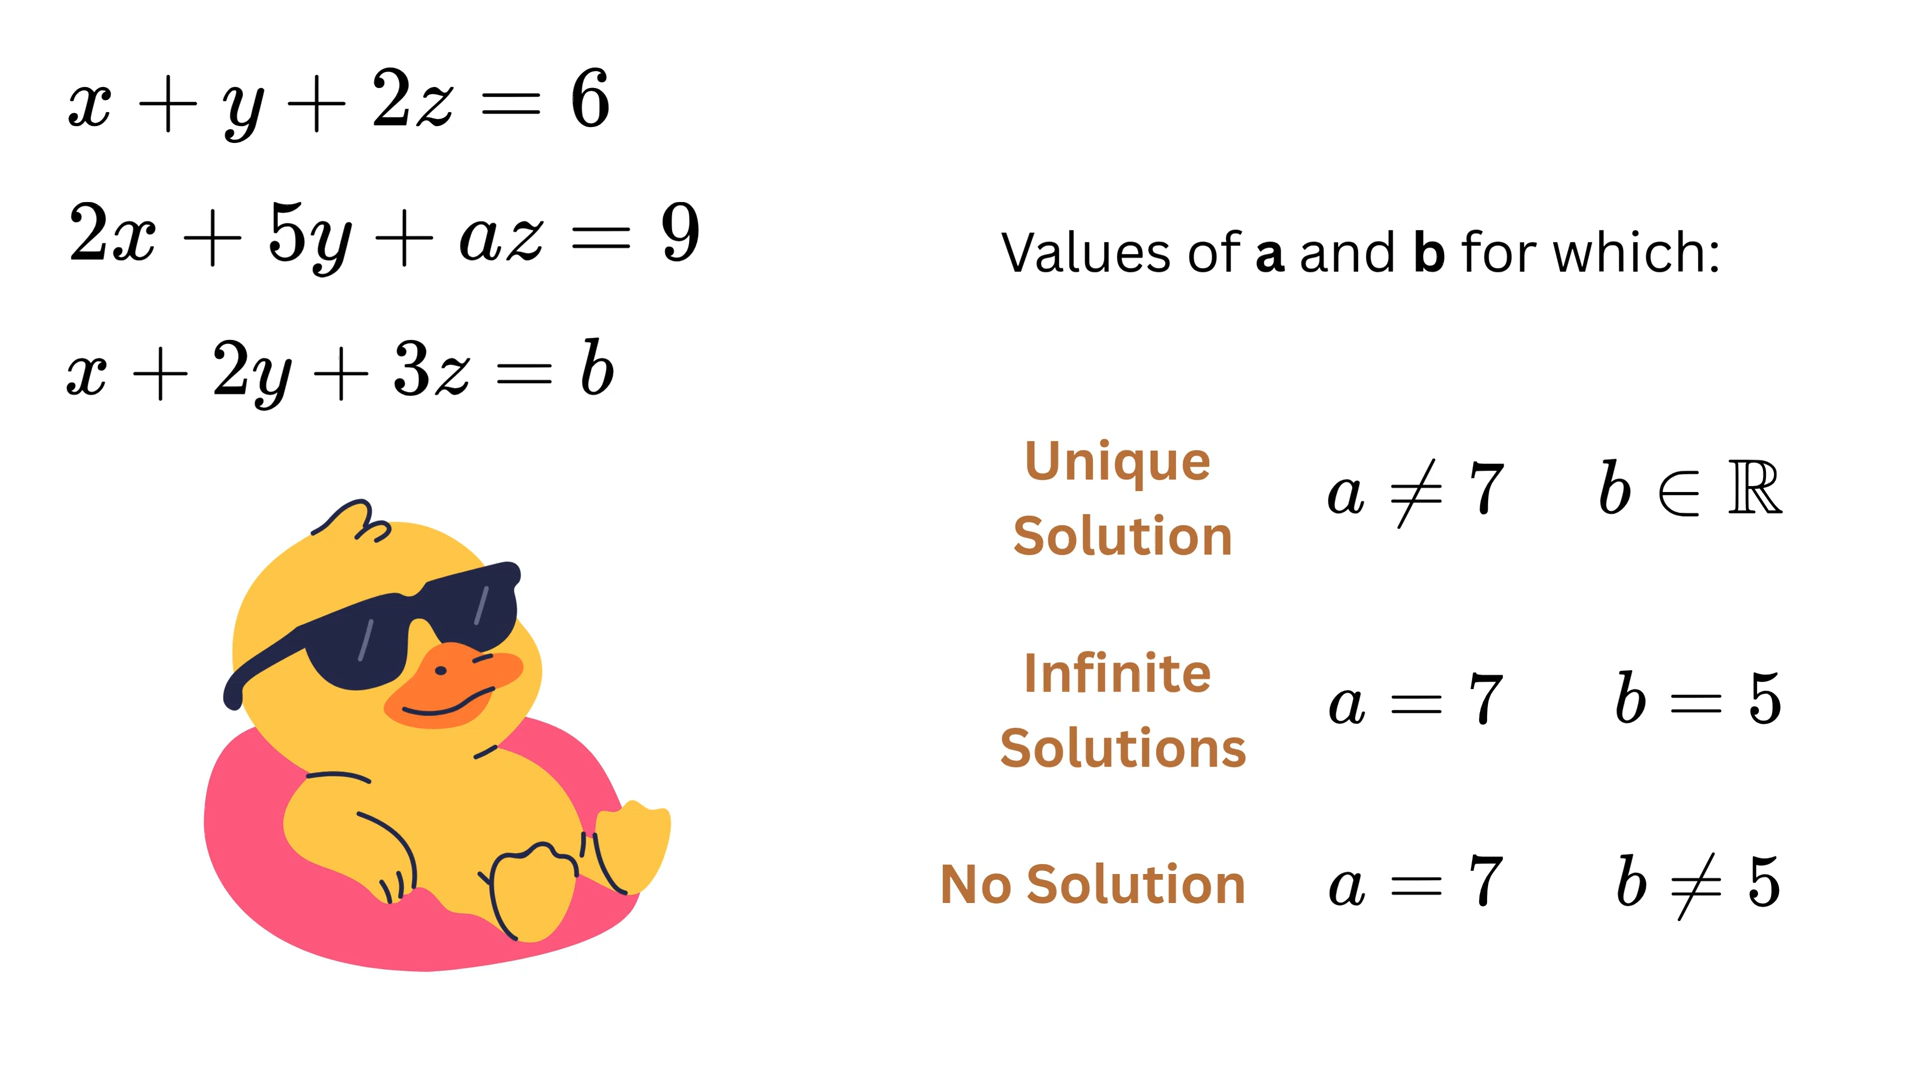 x + y + 2z = 6
2x + 5y + az = 9
x + 2y + 3z = b
Values of a and b for which:
Unique
Solution
a ≠ 7 b ∈ ℝ
Infinite
Solutions
a = 7 b = 5
No Solution a = 7 b ≠ 5